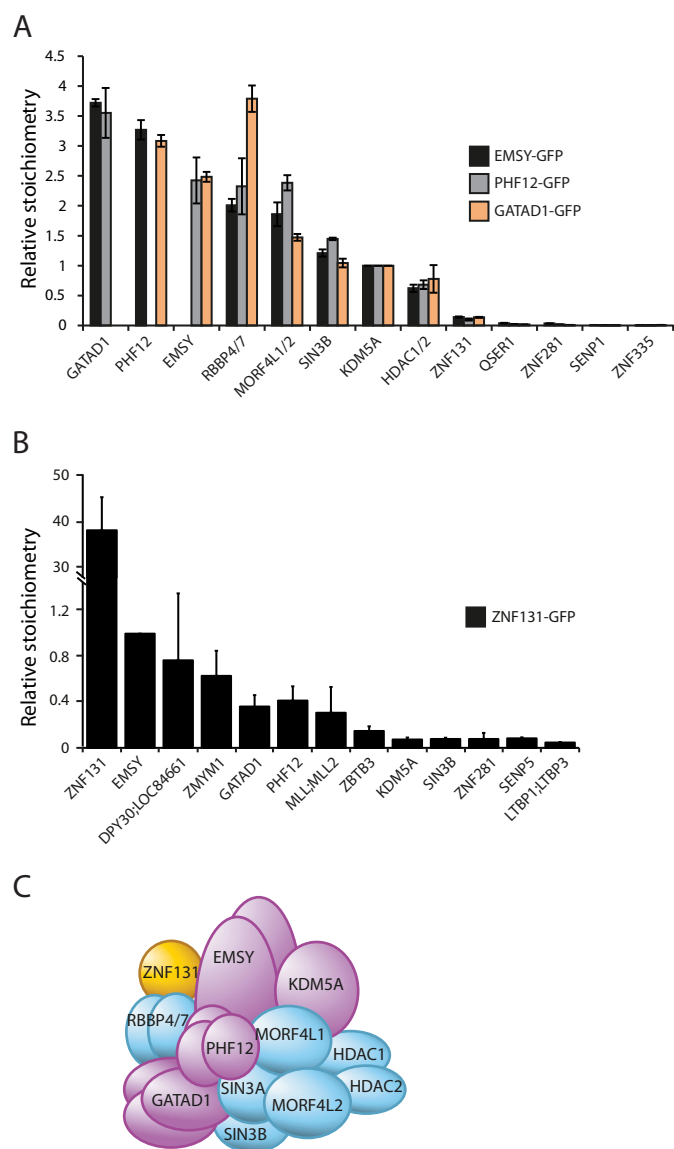 A
Relative stoichiometry
4.5
4
3.5
3
2.5
2
1.5
1
0.5
0
EMSY-GFP
PHF12-GFP
GATAD1-GFP
GATAD1
PHF12
EMSY
RBBP4/7
MORF4L1/2
SIN3B
KDM5A
HDAC1/2
ZNF131
QSER1
ZNF281
SENP1
ZNF335
B
Relative stoichiometry
50
40
30
1.2
0.8
0.4
0
ZNF131-GFP
ZNF131
EMSY
DPY30;LOC84661
ZMYM1
GATAD1
PHF12
MLL;MLL2
ZBTB3
KDM5A
SIN3B
ZNF281
SENP5
LTBP1;LTBP3
C
EMSY
ZNF131
KDM5A
RBBP4/7
MORF4L1
PHF12
HDAC1
SIN3A
HDAC2
GATAD1
MORF4L2
SIN3B